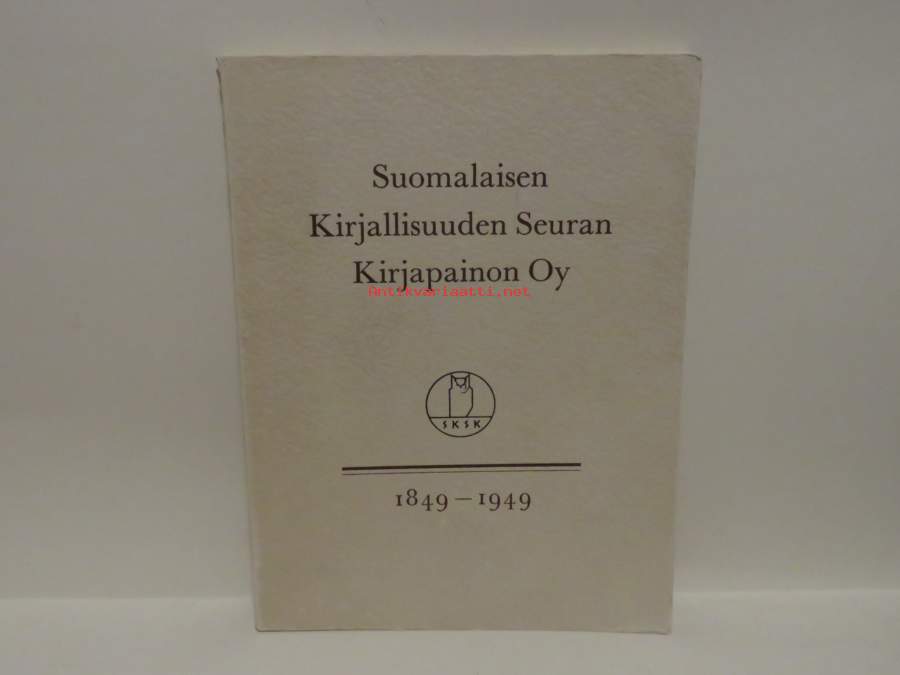 Suomalaisen
Kirjallisuuden Seuran
Kirjapainon Oy
Antikvariaatti.net
SKSK
1849 – 1949